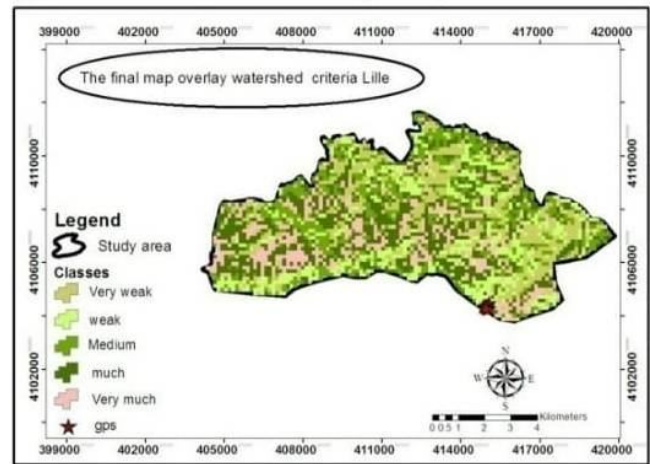 399000 402000 405000 408000 411000 414000 417000 420000
The final map overlay watershed criteria Lille
4110000 4110000
Legend
Study area
4106000 4106000
Classes
Very weak
weak
Medium
4102000 4102000
much
Very much
gps
N
W E
S
Kilometers
0 0.5 1 2 3 4
399000 402000 405000 408000 411000 414000 417000 420000